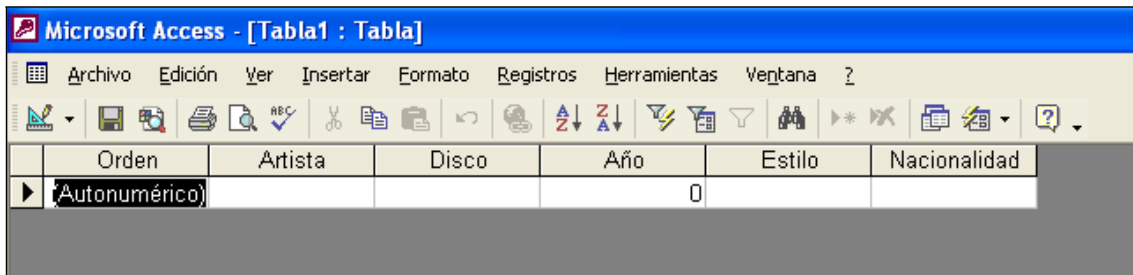 Microsoft Access - [Tabla1 : Tabla]
Archivo Edición Ver Insertar Formato Registros Herramientas Ventana ?
ABC A Z Z A ?
Orden Artista Disco Año Estilo Nacionalidad
(Autonumérico) 0